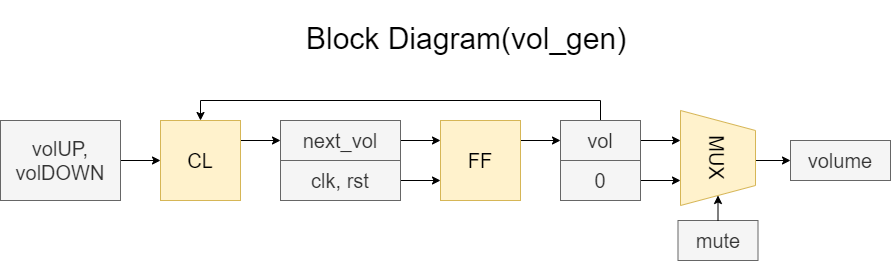 Block Diagram(vol_gen)
volUP,
volDOWN
CL
next_vol
clk, rst
FF
vol
0
MUX
volume
mute